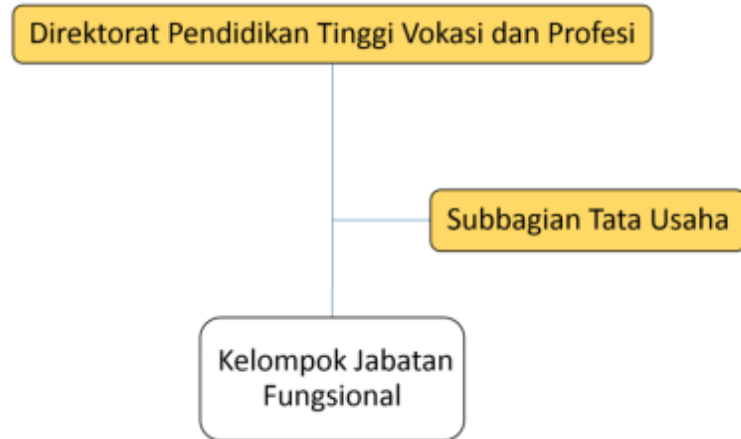 Direktorat Pendidikan Tinggi Vokasi dan Profesi
Subbagian Tata Usaha
Kelompok Jabatan
Fungsional